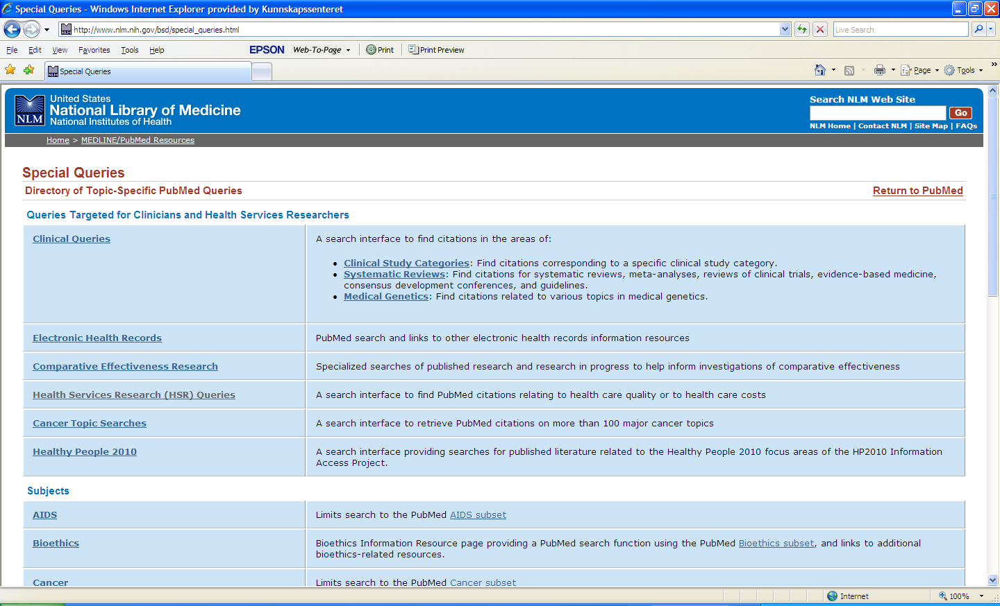 Special Queries - Windows Internet Explorer provided by Kunnskapssenteret
http://www.nlm.nih.gov/bsd/special_queries.html
Live Search
File Edit View Favorites Tools Help EPSON Web-To-Page Print Print Preview
NLM Special Queries Page Tools »
NLM
United States
National Library of Medicine
National Institutes of Health
Search NLM Web Site
Go
NLM Home | Contact NLM | Site Map | FAQs
Home > MEDLINE/PubMed Resources
Special Queries
Directory of Topic-Specific PubMed Queries Return to PubMed
Queries Targeted for Clinicians and Health Services Researchers
Clinical Queries A search interface to find citations in the areas of:
• Clinical Study Categories: Find citations corresponding to a specific clinical study category.
• Systematic Reviews: Find citations for systematic reviews, meta-analyses, reviews of clinical trials, evidence-based medicine,
consensus development conferences, and guidelines.
• Medical Genetics: Find citations related to various topics in medical genetics.
Electronic Health Records PubMed search and links to other electronic health records information resources
Comparative Effectiveness Research Specialized searches of published research and research in progress to help inform investigations of comparative effectiveness
Health Services Research (HSR) Queries A search interface to find PubMed citations relating to health care quality or to health care costs
Cancer Topic Searches A search interface to retrieve PubMed citations on more than 100 major cancer topics
Healthy People 2010 A search interface providing searches for published literature related to the Healthy People 2010 focus areas of the HP2010 Information
Access Project.
Subjects
AIDS Limits search to the PubMed AIDS subset
Bioethics Bioethics Information Resource page providing a PubMed search function using the PubMed Bioethics subset, and links to additional
bioethics-related resources.
Cancer Limits search to the PubMed Cancer subset
Internet 100%